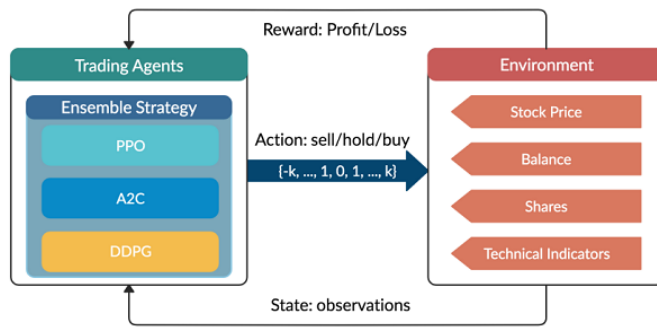 Reward: Profit/Loss
Trading Agents
Ensemble Strategy
PPO
A2C
DDPG
Action: sell/hold/buy
{-k, ..., 1, 0, 1, ..., k}
Environment
Stock Price
Balance
Shares
Technical Indicators
State: observations